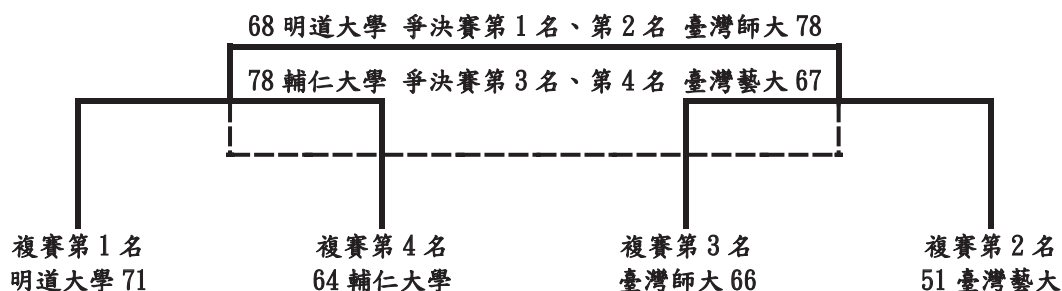 68 明道大學 爭決賽第 1 名、第 2 名 臺灣師大 78
78 輔仁大學 爭決賽第 3 名、第 4 名 臺灣藝大 67
複賽第 1 名 複賽第 4 名 複賽第 3 名 複賽第 2 名
明道大學 71 64 輔仁大學 臺灣師大 66 51 臺灣藝大